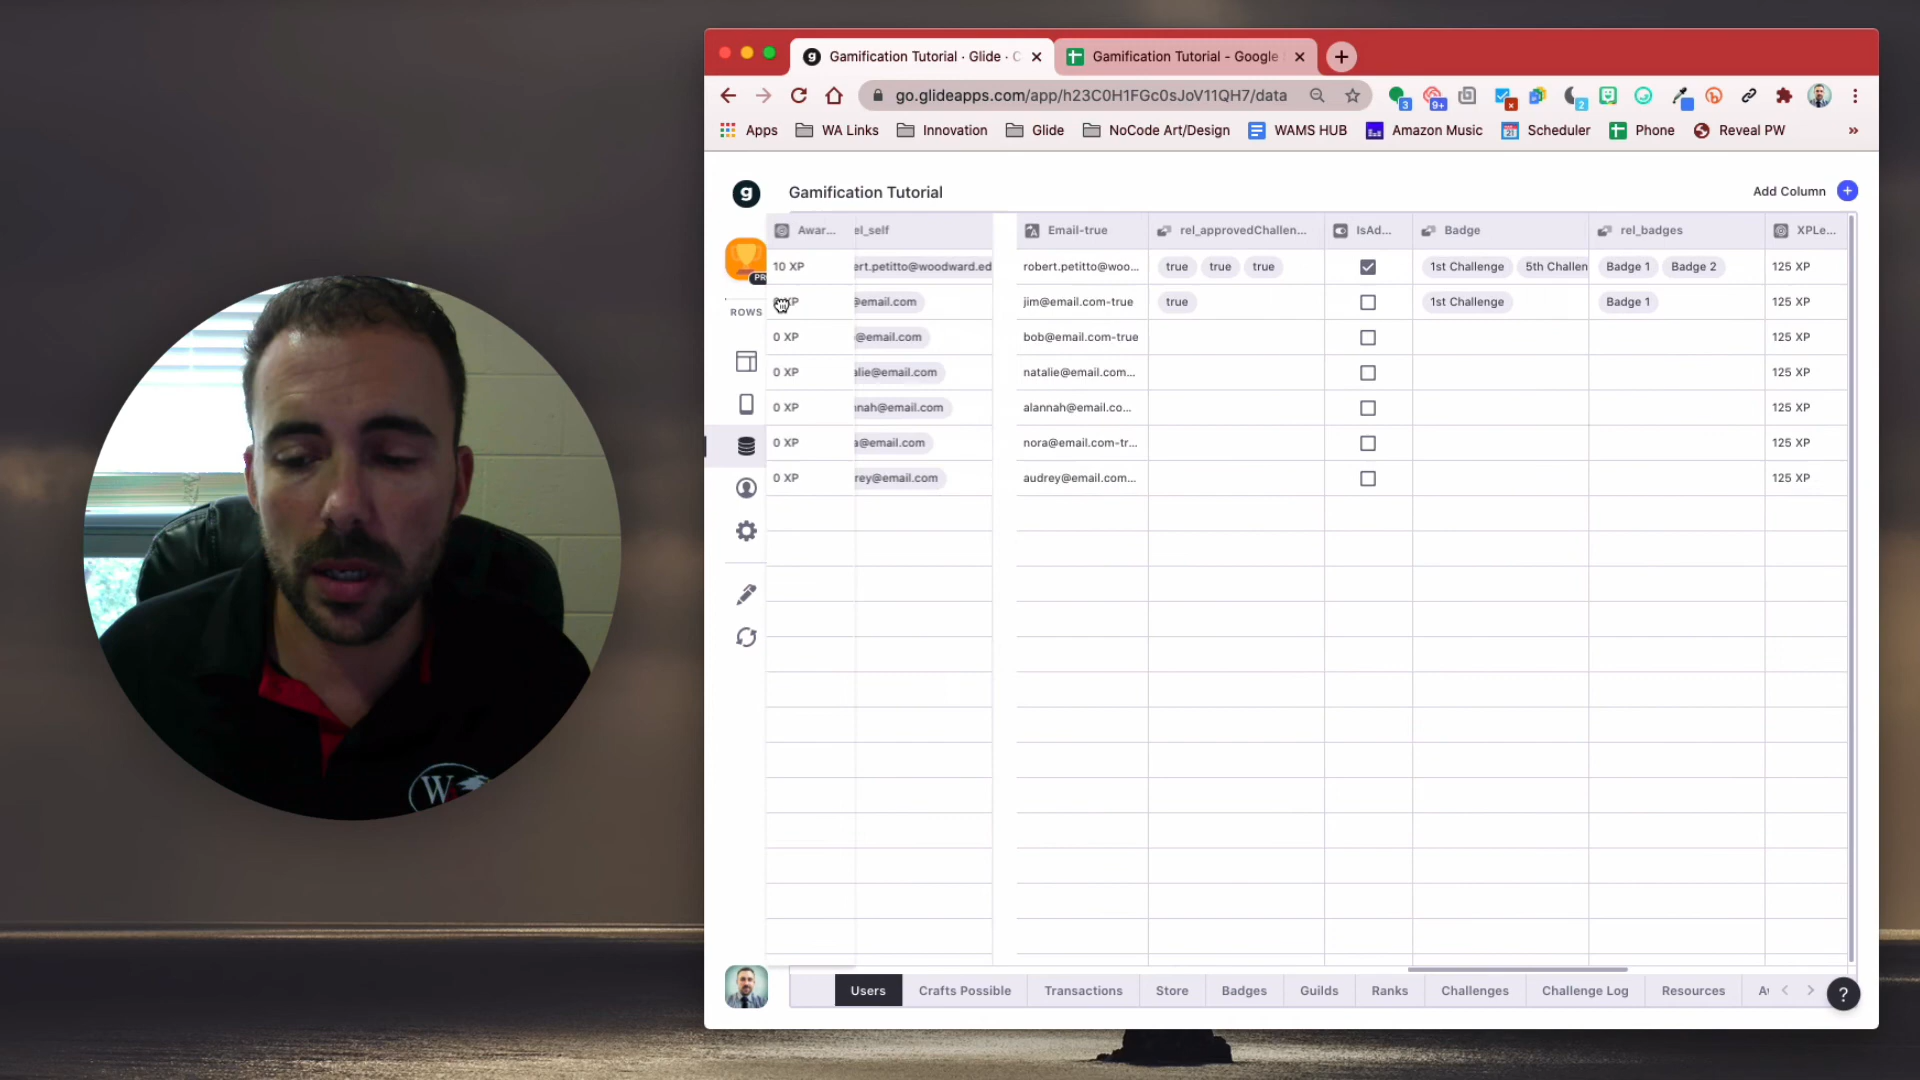 Gamification Tutorial · Glide · C
Gamification Tutorial - Google
go.glideapps.com/app/h23C0H1FGc0sJoV11QH7/data
3
9+
2
Apps
WA Links
Innovation
Glide
NoCode Art/Design
WAMS HUB
Amazon Music
Scheduler
Phone
Reveal PW
»
g
Gamification Tutorial
Add Column
Awar... el_self Email-true rel_approvedChallen... IsAd... Badge rel_badges XPLe...
10 XP ert.petitto@woodward.ed robert.petitto@woo... true true true 1st Challenge 5th Challen Badge 1 Badge 2 125 XP
XP @email.com jim@email.com-true true 1st Challenge Badge 1 125 XP
0 XP @email.com bob@email.com-true 125 XP
0 XP alie@email.com natalie@email.com... 125 XP
0 XP nnah@email.com alannah@email.co... 125 XP
0 XP a@email.com nora@email.com-tr... 125 XP
0 XP rey@email.com audrey@email.com... 125 XP
PR
ROWS
W
Users
Crafts Possible
Transactions
Store
Badges
Guilds
Ranks
Challenges
Challenge Log
Resources
?